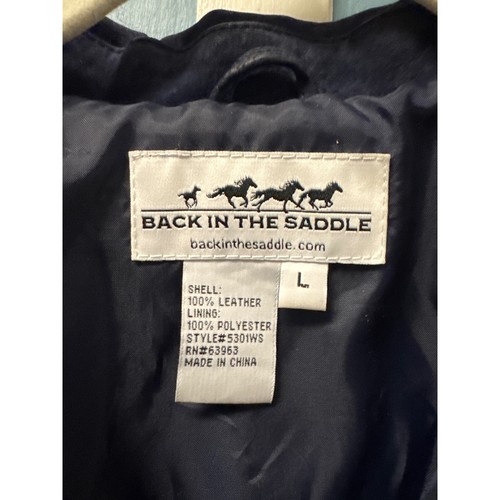 BACK IN THE SADDLE
backinthesaddle.com
L
SHELL:
100% LEATHER
LINING:
100% POLYESTER
STYLE#5301WS
RN#63963
MADE IN CHINA